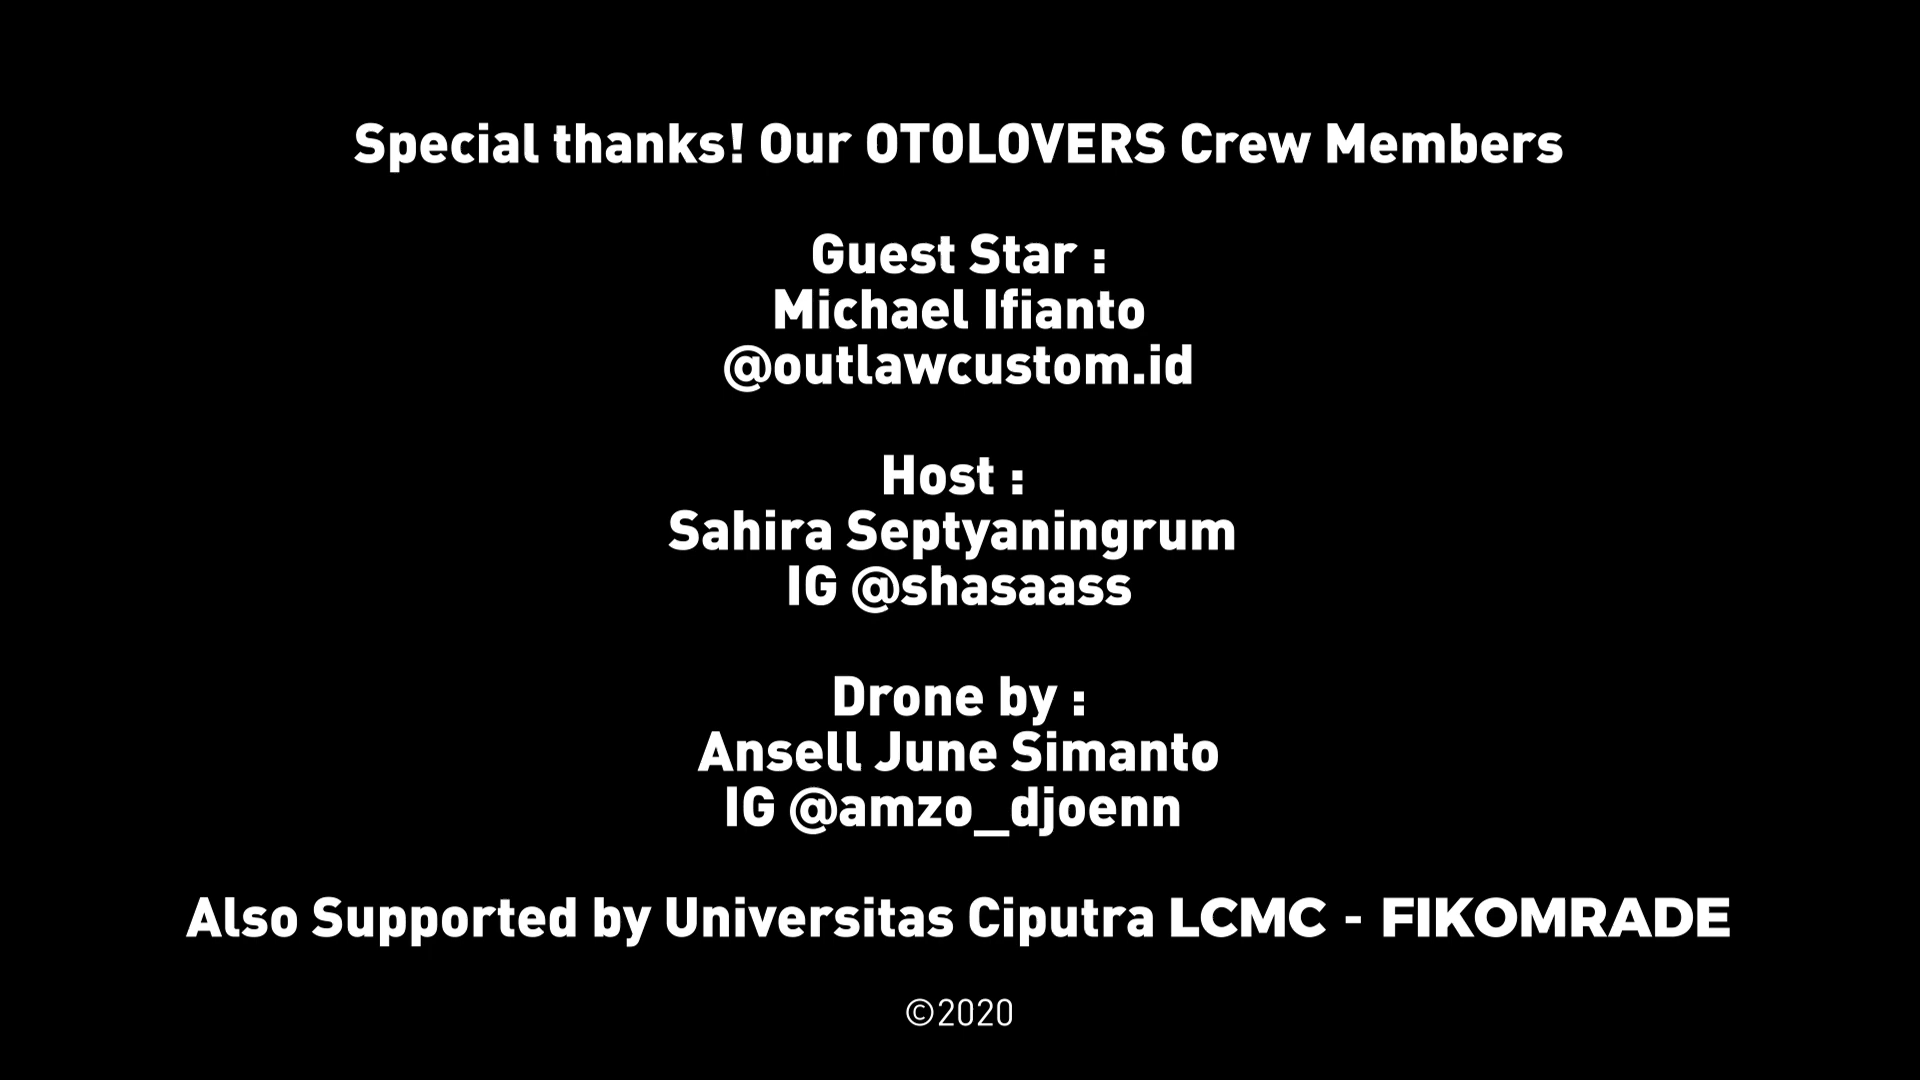 Special thanks! Our OTOLOVERS Crew Members
Guest Star :
Michael Ifianto
@outlawcustom.id
Host :
Sahira Septyaningrum
IG @shasaass
Drone by :
Ansell June Simanto
IG @amzo_djoenn
Also Supported by Universitas Ciputra LCMC - FIKOMRADE
©2020